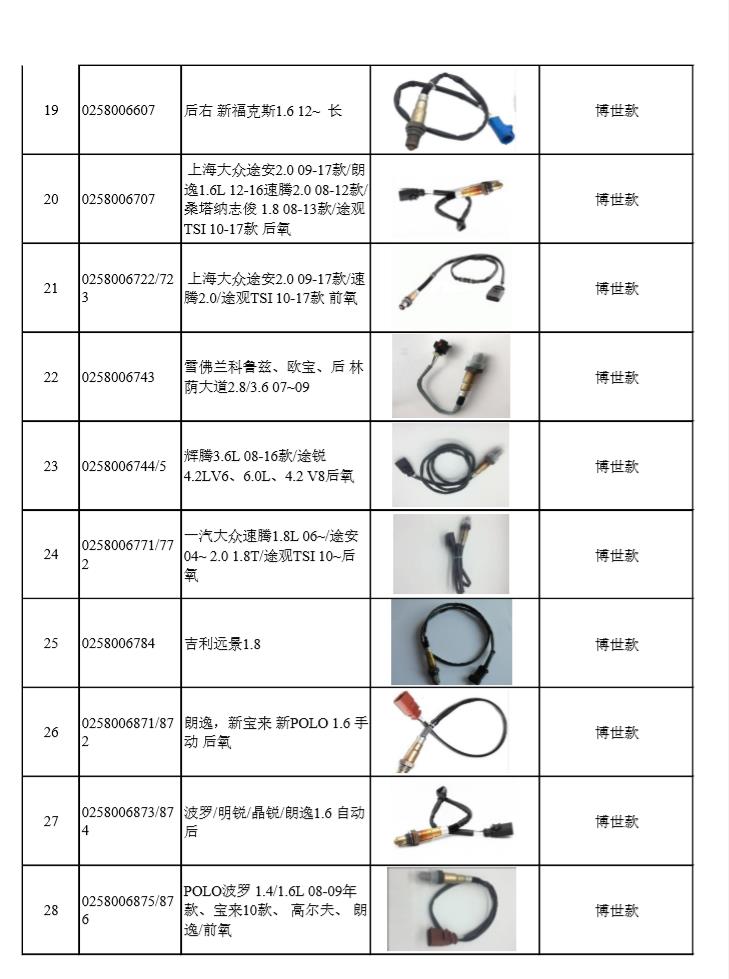 19 0258006607 后右 新福克斯1.6 12~ 长 博世款
20 0258006707 上海大众途安2.0 09-17款/朗
逸1.6L 12-16速腾2.0 08-12款/
桑塔纳志俊 1.8 08-13款/途观
TSI 10-17款 后氧 博世款
21 0258006722/72
3 上海大众途安2.0 09-17款/速
腾2.0/途观TSI 10-17款 前氧 博世款
22 0258006743 雪佛兰科鲁兹、欧宝、后 林
荫大道2.8/3.6 07~09 博世款
23 0258006744/5 辉腾3.6L 08-16款/途锐
4.2LV6、6.0L、4.2 V8后氧 博世款
24 0258006771/77
2 一汽大众速腾1.8L 06~/途安
04~ 2.0 1.8T/途观TSI 10~后
氧 博世款
25 0258006784 吉利远景1.8 博世款
26 0258006871/87
2 朗逸，新宝来 新POLO 1.6 手
动 后氧 博世款
27 0258006873/87
4 波罗/明锐/晶锐/朗逸1.6 自动
后 博世款
28 0258006875/87
6 POLO波罗 1.4/1.6L 08-09年
款、宝来10款、 高尔夫、 朗
逸/前氧 博世款